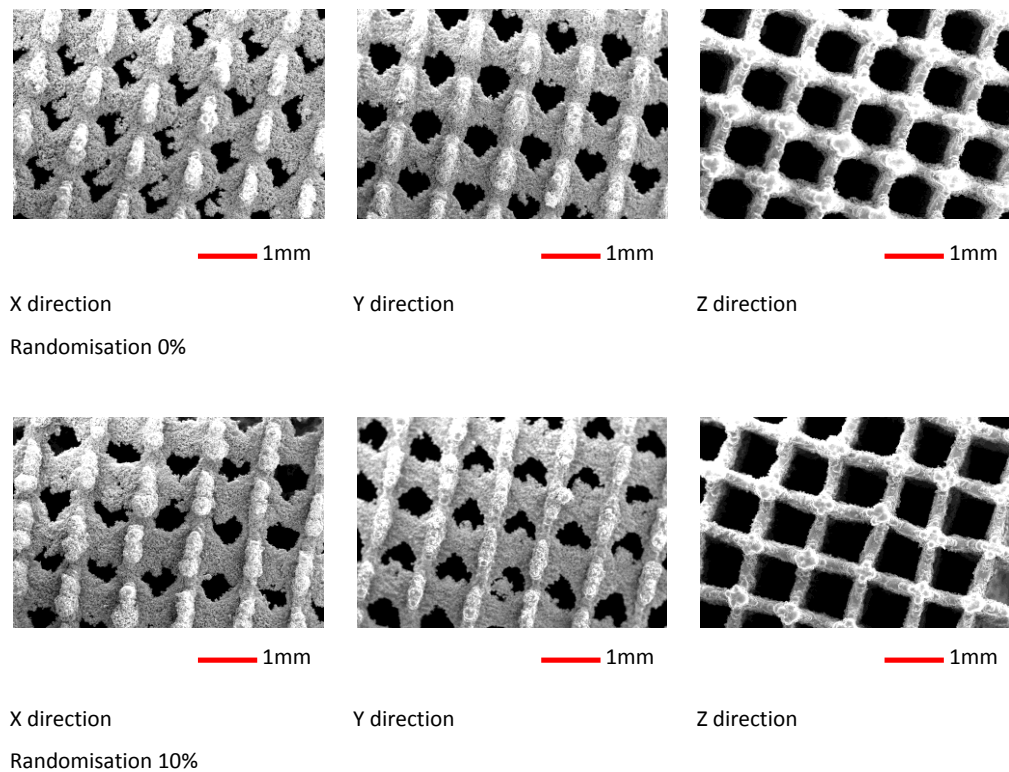 1mm 1mm 1mm
X direction Y direction Z direction
Randomisation 0%
1mm 1mm 1mm
X direction Y direction Z direction
Randomisation 10%